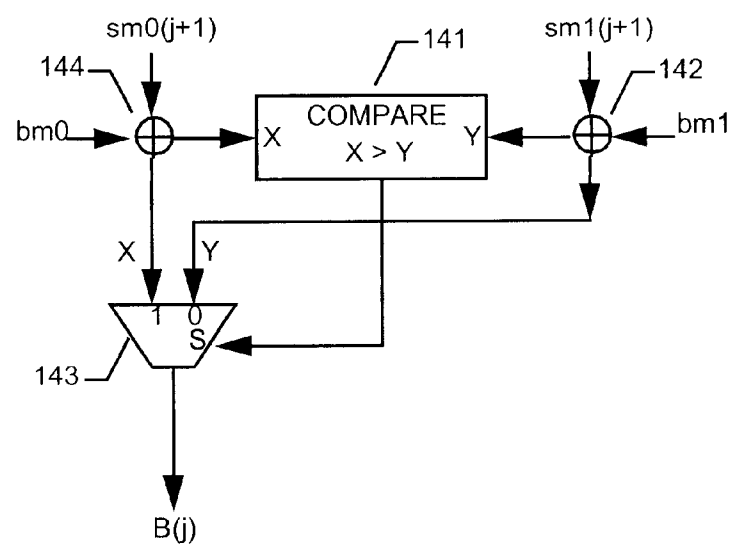 sm0(j+1)
141
sm1(j+1)
144
142
bm0
X
COMPARE
X > Y
Y
bm1
X
Y
1
0
S
143
B(j)